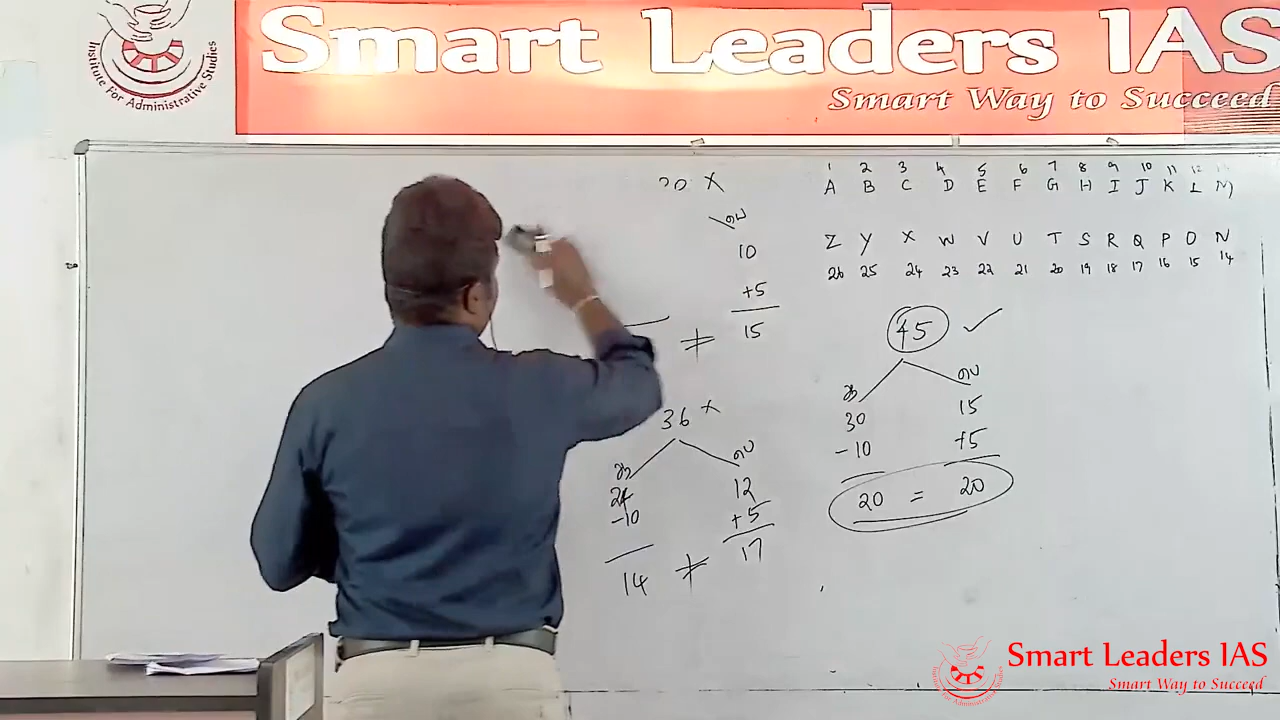 Smart Leaders IAS
Smart Way to Succeed
Institute For Administrative Studies
1 2 3 4 5 6 7 8 9 10 11 12
A B C D E F G H I J K L M
Z Y X W V U T S R Q P O N
26 25 24 23 22 21 20 19 18 17 16 15 14
X
10
+5
≠ 15
36 X
24 12
-10 +5
14 ≠ 17
45 ✓
30 15
-10 +5
20 = 20
Smart Leaders IAS
Smart Way to Succeed